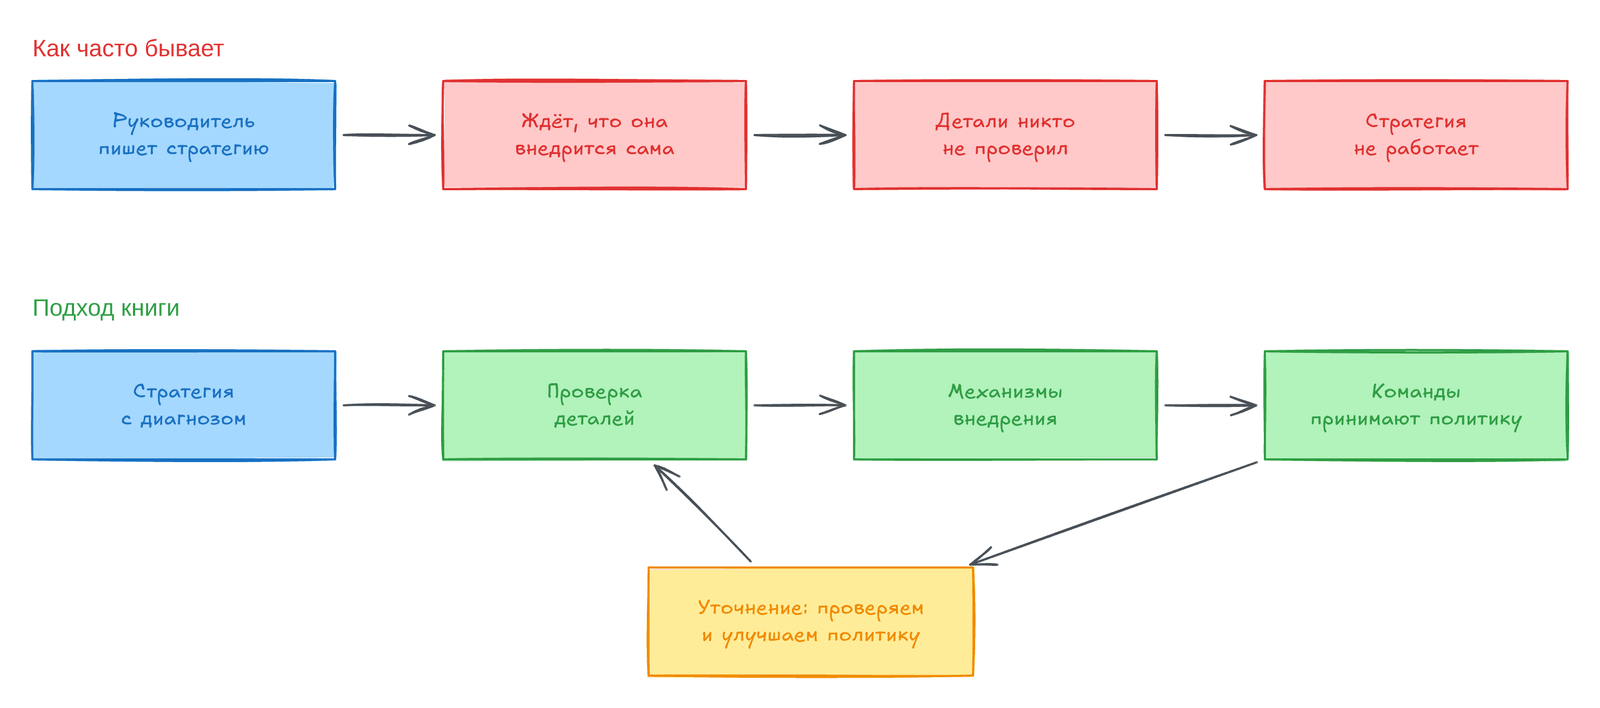 Как часто бывает
Руководитель
пишет стратегию
Ждёт, что она
внедрится сама
Детали никто
не проверил
Стратегия
не работает
Подход книги
Стратегия
с диагнозом
Проверка
деталей
Механизмы
внедрения
Команды
принимают политику
Уточнение: проверяем
и улучшаем политику